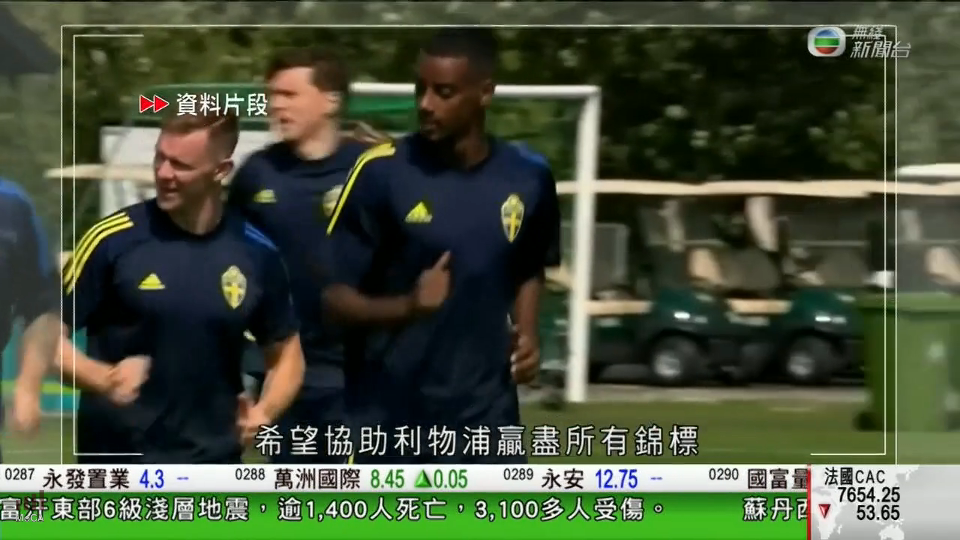 無綫
新聞台
資料片段
希望協助利物浦贏盡所有錦標
0287 永發置業 4.3 -- 0288 萬洲國際 8.45 ▲0.05 0289 永安 12.75 -- 0290 國富量
法國CAC
7654.25
▼ 53.65
富汗東部6級淺層地震，逾1,400人死亡，3,100多人受傷。 蘇丹西